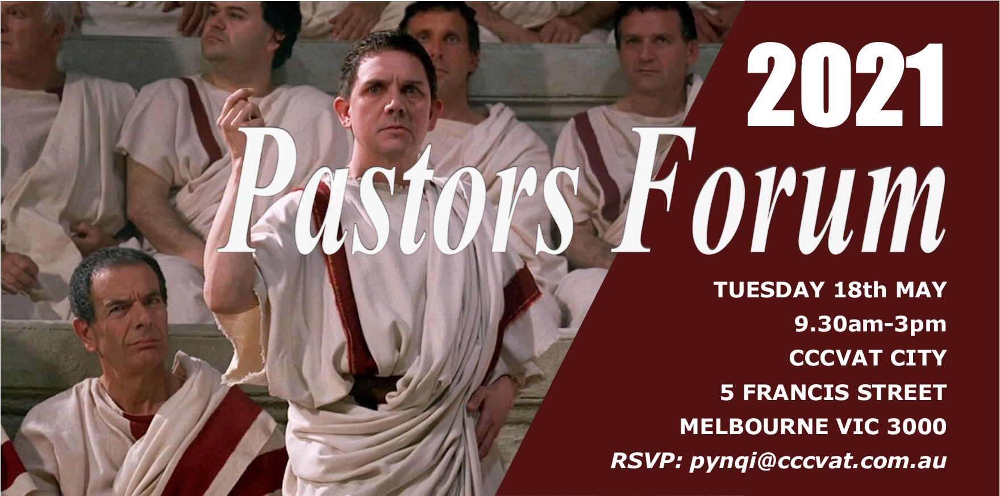 2021
Pastors Forum
TUESDAY 18th MAY
9.30am-3pm
CCCVAT CITY
5 FRANCIS STREET
MELBOURNE VIC 3000
RSVP: pynqi@cccvat.com.au